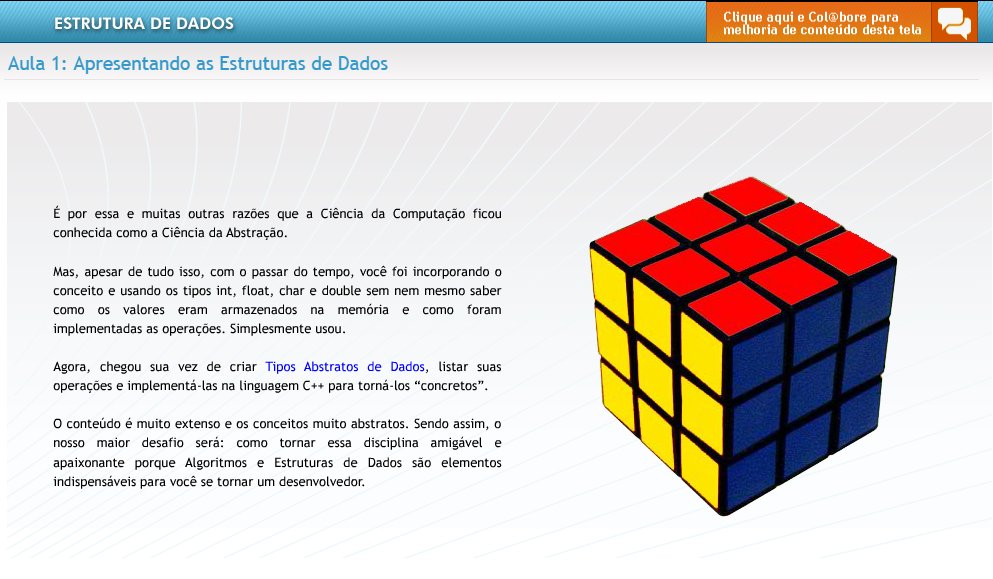 ESTRUTURA DE DADOS
Clique aqui e Col@bore para
melhoria de conteúdo desta tela
Aula 1: Apresentando as Estruturas de Dados
É por essa e muitas outras razões que a Ciência da Computação ficou
conhecida como a Ciência da Abstração.
Mas, apesar de tudo isso, com o passar do tempo, você foi incorporando o
conceito e usando os tipos int, float, char e double sem nem mesmo saber
como os valores eram armazenados na memória e como foram
implementadas as operações. Simplesmente usou.
Agora, chegou sua vez de criar Tipos Abstratos de Dados, listar suas
operações e implementá-las na linguagem C++ para torná-los “concretos”.
O conteúdo é muito extenso e os conceitos muito abstratos. Sendo assim, o
nosso maior desafio será: como tornar essa disciplina amigável e
apaixonante porque Algoritmos e Estruturas de Dados são elementos
indispensáveis para você se tornar um desenvolvedor.